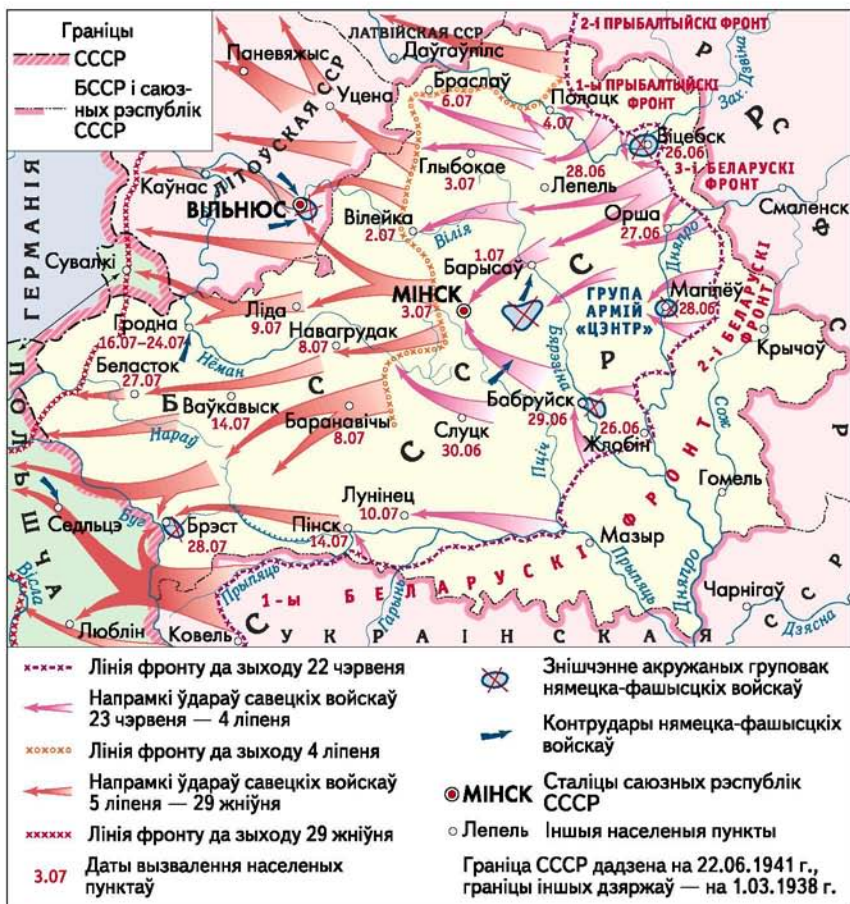 Граніцы
СССР
БССР і саюз-
ных рэспублік
СССР
2-і ПРЫБАЛТЫЙСКІ ФРОНТ
ЛАТВІЙСКАЯ ССР
Даўгаўпілс
Паневяжыс
Браслаў
6.07
1-ы ПРЫБАЛТЫЙСКІ
ФРОНТ
Зах. Дзвіна
Р
С
Ф
С
Р
Уцена
Полацк
4.07
ЛІТОЎСКАЯ ССР
Віцебск
26.06
Глыбокае
3.07
28.06
Лепель
3-і БЕЛАРУСКІ
ФРОНТ
Каўнас
ВІЛЬНЮС
Смаленск
ГЕРМАНІЯ
Вілейка
2.07
Вілія
Орша
27.06
Дняпро
Сувалкі
1.07
Барысаў
МІНСК
3.07
ГРУПА
АРМІЙ
«ЦЭНТР»
Магілёў
28.06
2-і БЕЛАРУСКІ
ФРОНТ
Ліда
9.07
Гродна
16.07–24.07
Навагрудак
8.07
Нёман
Бярэзіна
Крычаў
Беласток
27.07
Б
С
С
Р
Ваўкавыск
14.07
Баранавічы
8.07
Бабруйск
29.06
26.06
Жлобін
Сож
Нараў
Слуцк
30.06
Пціч
Гомель
ПОЛЬШЧА
Лунінец
10.07
Седльцэ
Буг
Брэст
28.07
Пінск
14.07
Мазыр
Вісла
Прыпяць
Прыпяць
Дняпро
1-ы БЕЛАРУСКІ ФРОНТ
Гарынь
Чарнігаў
Люблін
Ковель
УКРАІНСКАЯ
ССР
Дзясна
Лінія фронту да зыходу 22 чэрвеня
Напрамкі ўдараў савецкіх войскаў
23 чэрвеня — 4 ліпеня
Лінія фронту да зыходу 4 ліпеня
Напрамкі ўдараў савецкіх войскаў
5 ліпеня — 29 жніўня
Лінія фронту да зыходу 29 жніўня
3.07 Даты вызвалення населеных
пунктаў
Знішчэнне акружаных груповак
нямецка-фашысцкіх войскаў
Контрудары нямецка-фашысцкіх
войскаў
МІНСК Сталіцы саюзных рэспублік
СССР
Лепель Іншыя населеныя пункты
Граніца СССР дадзена на 22.06.1941 г.,
граніцы іншых дзяржаў — на 1.03.1938 г.